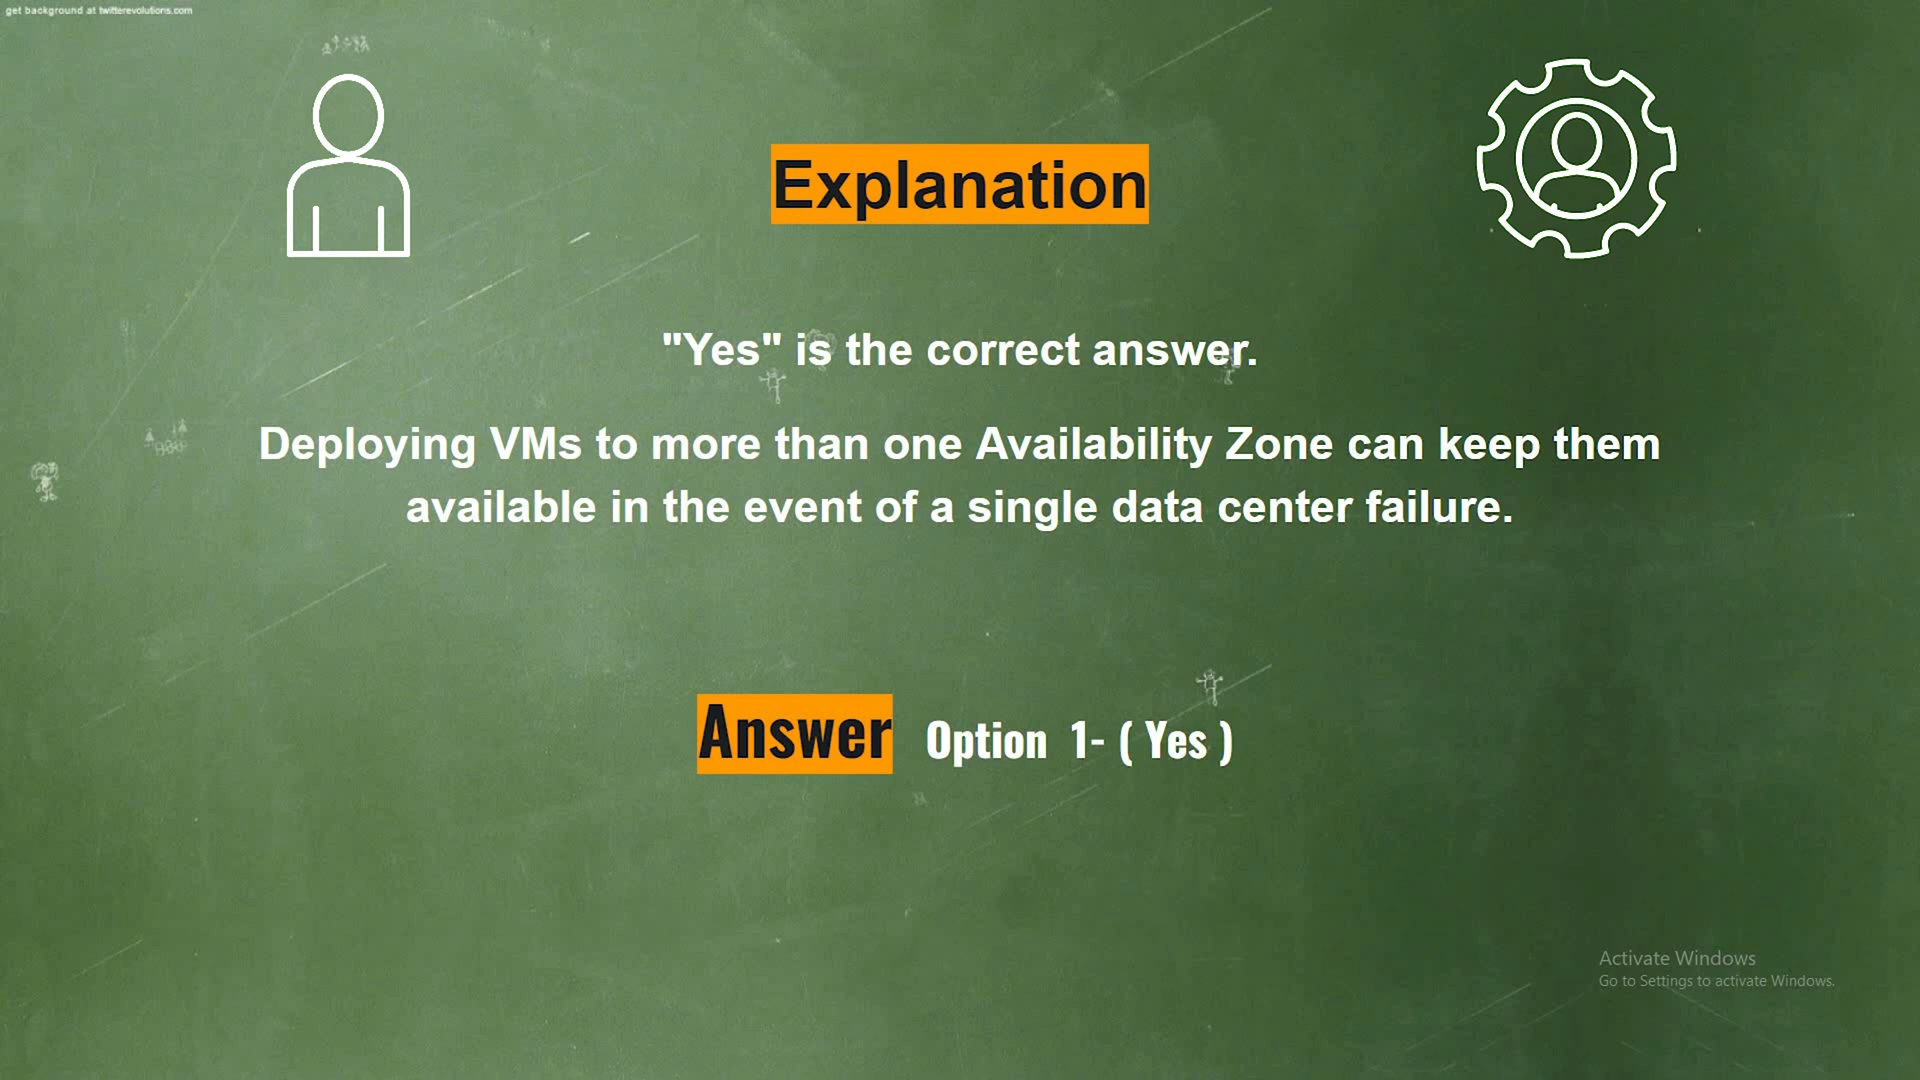 get background at twitterevolutions.com
Explanation
"Yes" is the correct answer.
Deploying VMs to more than one Availability Zone can keep them
available in the event of a single data center failure.
Answer Option 1- ( Yes )
Activate Windows
Go to Settings to activate Windows.